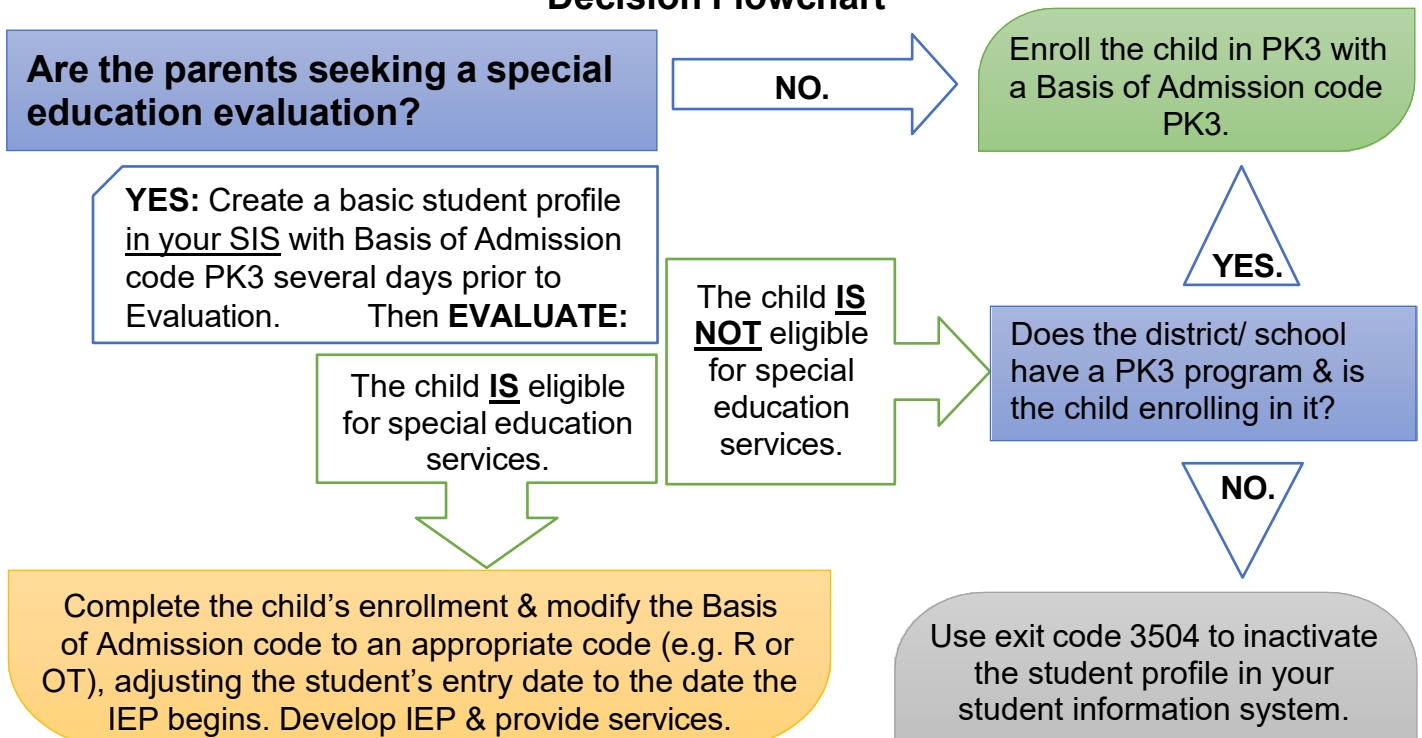 Decision Flowchart
Are the parents seeking a special
education evaluation?
NO.
Enroll the child in PK3 with
a Basis of Admission code
PK3.
YES: Create a basic student profile
in your SIS with Basis of Admission
code PK3 several days prior to
Evaluation. Then EVALUATE:
YES.
The child IS
NOT eligible
for special
education
services.
Does the district/ school
have a PK3 program & is
the child enrolling in it?
The child IS eligible
for special education
services.
NO.
Complete the child’s enrollment & modify the Basis
of Admission code to an appropriate code (e.g. R or
OT), adjusting the student’s entry date to the date the
IEP begins. Develop IEP & provide services.
Use exit code 3504 to inactivate
the student profile in your
student information system.